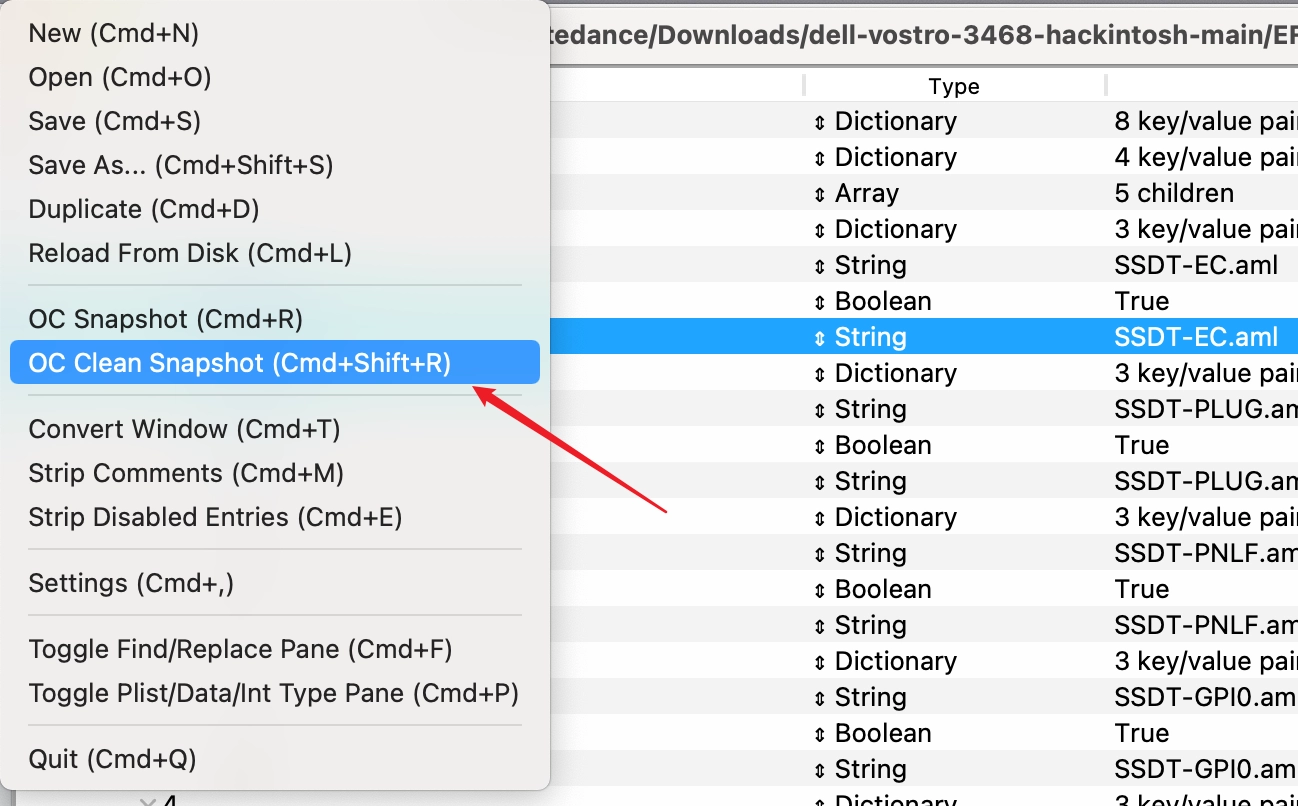 New (Cmd+N)
Open (Cmd+O)
Save (Cmd+S)
Save As... (Cmd+Shift+S)
Duplicate (Cmd+D)
Reload From Disk (Cmd+L)
OC Snapshot (Cmd+R)
OC Clean Snapshot (Cmd+Shift+R)
Convert Window (Cmd+T)
Strip Comments (Cmd+M)
Strip Disabled Entries (Cmd+E)
Settings (Cmd+,)
Toggle Find/Replace Pane (Cmd+F)
Toggle Plist/Data/Int Type Pane (Cmd+P)
Quit (Cmd+Q)
tedance/Downloads/dell-vostro-3468-hackintosh-main/EF
Type
Dictionary 8 key/value pai
Dictionary 4 key/value pai
Array 5 children
Dictionary 3 key/value pai
String SSDT-EC.aml
Boolean True
String SSDT-EC.aml
Dictionary 3 key/value pai
String SSDT-PLUG.am
Boolean True
String SSDT-PLUG.am
Dictionary 3 key/value pai
String SSDT-PNLF.am
Boolean True
String SSDT-PNLF.am
Dictionary 3 key/value pai
String SSDT-GPI0.am
Boolean True
String SSDT-GPI0.am
4 Dictionary 3 key/value pai